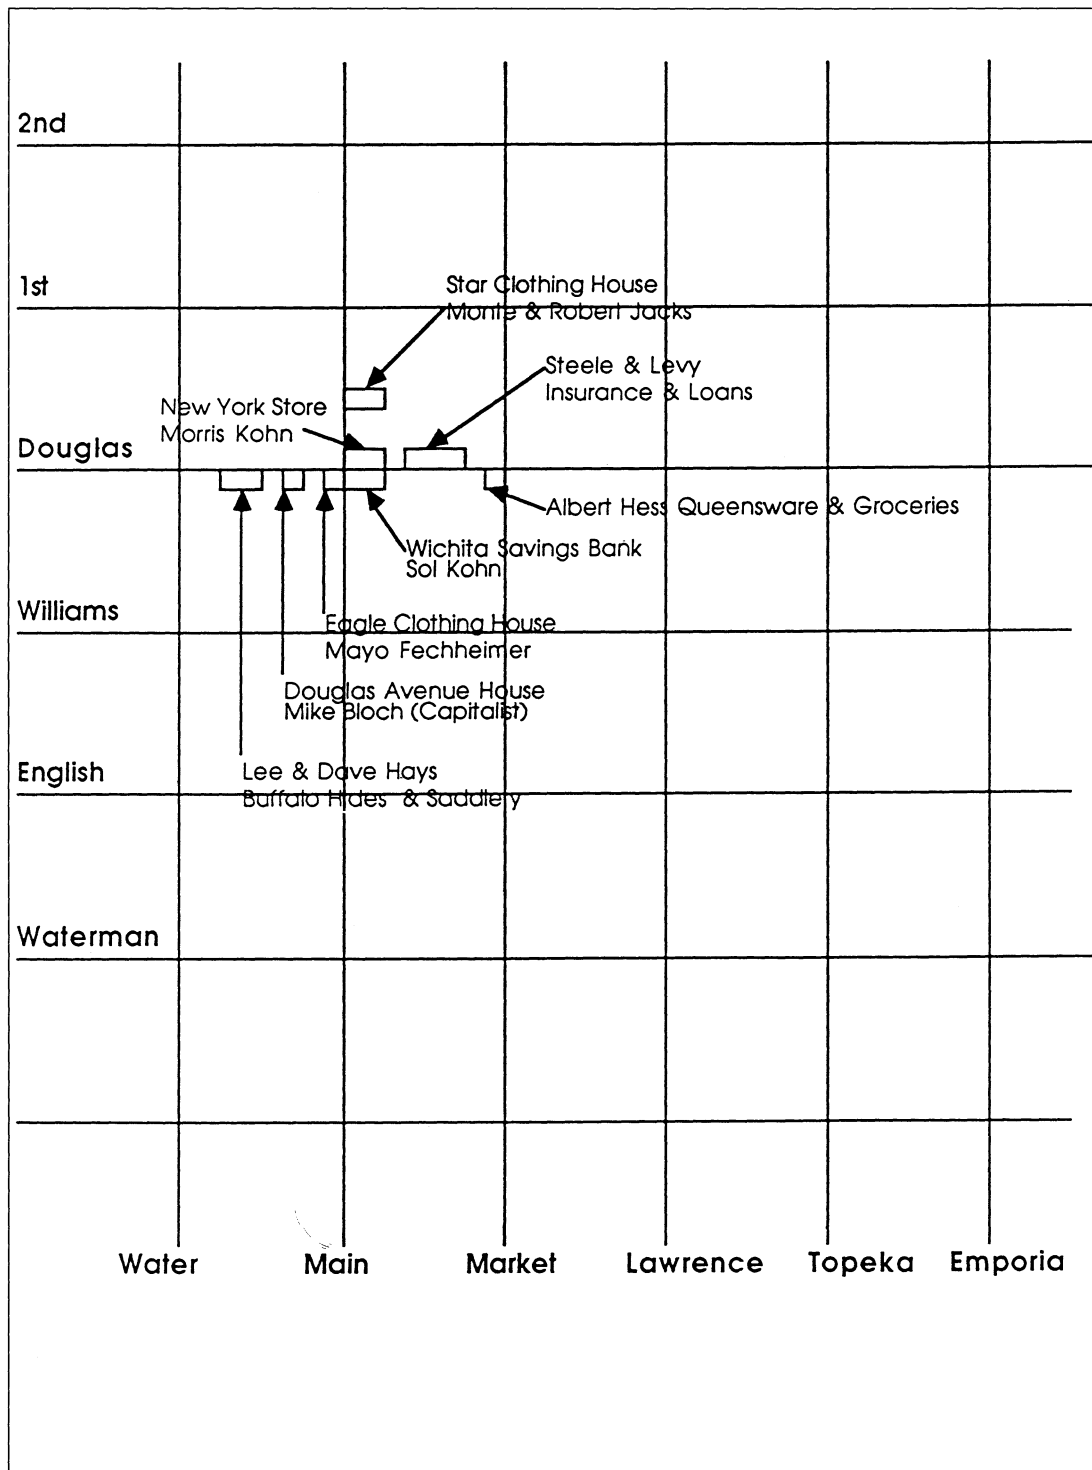 2nd
1st
Star Clothing House
Monte & Robert Jacks
Steele & Levy
Insurance & Loans
New York Store
Morris Kohn
Douglas
Albert Hess Queensware & Groceries
Wichita Savings Bank
Sol Kohn
Williams
Eagle Clothing House
Mayo Fechheimer
Douglas Avenue House
Mike Bloch (Capitalist)
English
Lee & Dave Hays
Buffalo Hides & Saddlery
Waterman
Water Main Market Lawrence Topeka Emporia